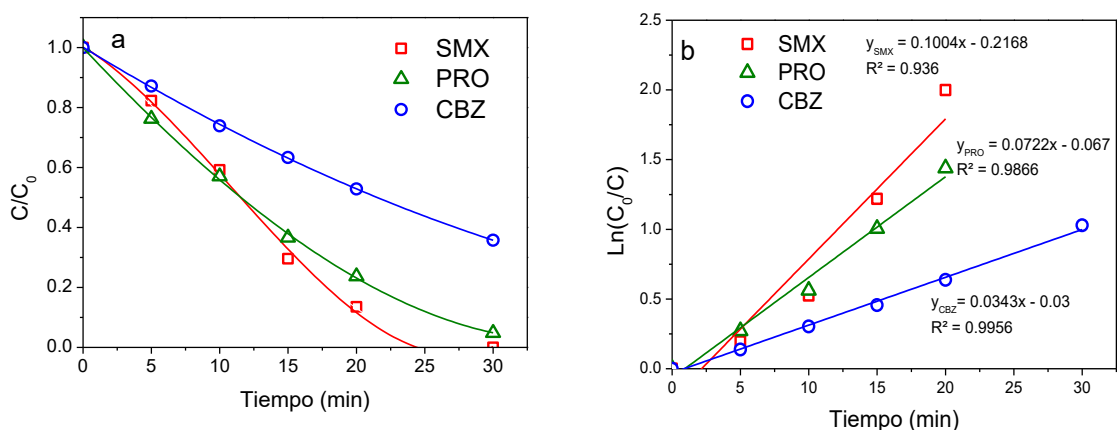 a
SMX
PRO
CBZ
1.0
0.8
0.6
0.4
0.2
0.0
C/C₀
0
5
10
15
20
25
30
Tiempo (min)
b
SMX
PRO
CBZ
y_SMX = 0.1004x - 0.2168
R² = 0.936
y_PRO = 0.0722x - 0.067
R² = 0.9866
y_CBZ = 0.0343x - 0.03
R² = 0.9956
2.5
2.0
1.5
1.0
0.5
0.0
Ln(C₀/C)
0
5
10
15
20
25
30
Tiempo (min)